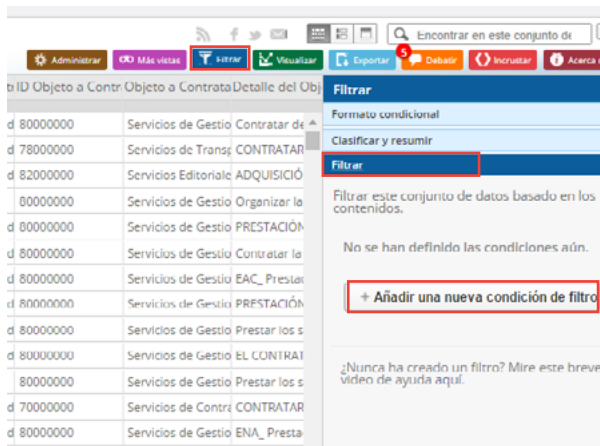 Encontrar en este conjunto de
Administrar Más vistas Filtrar Visualizar Exportar 5 Debatir Incrustar Acerca
ID Objeto a Contr Objeto a Contrata Detalle del Obj
Filtrar
Formato condicional
d 80000000 Servicios de Gestio Contratar de
Clasificar y resumir
d 78000000 Servicios de Transp CONTRATAR
Filtrar
d 82000000 Servicios Editoriale ADQUISICIÓ
Filtrar este conjunto de datos basado en los
contenidos.
80000000 Servicios de Gestio Organizar la
d 80000000 Servicios de Gestio PRESTACIÓN
No se han definido las condiciones aún.
d 80000000 Servicios de Gestio Contratar la
d 80000000 Servicios de Gestio EAC_ Presta
+ Añadir una nueva condición de filtro
d 80000000 Servicios de Gestio PRESTACIÓN
d 80000000 Servicios de Gestio Prestar los s
d 80000000 Servicios de Gestio EL CONTRAT
¿Nunca ha creado un filtro? Mire este breve
video de ayuda aquí.
80000000 Servicios de Gestio Prestar los s
d 70000000 Servicios de Contra CONTRATAR
d 80000000 Servicios de Gestio ENA_ Presta